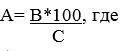 А= В*100, где
С